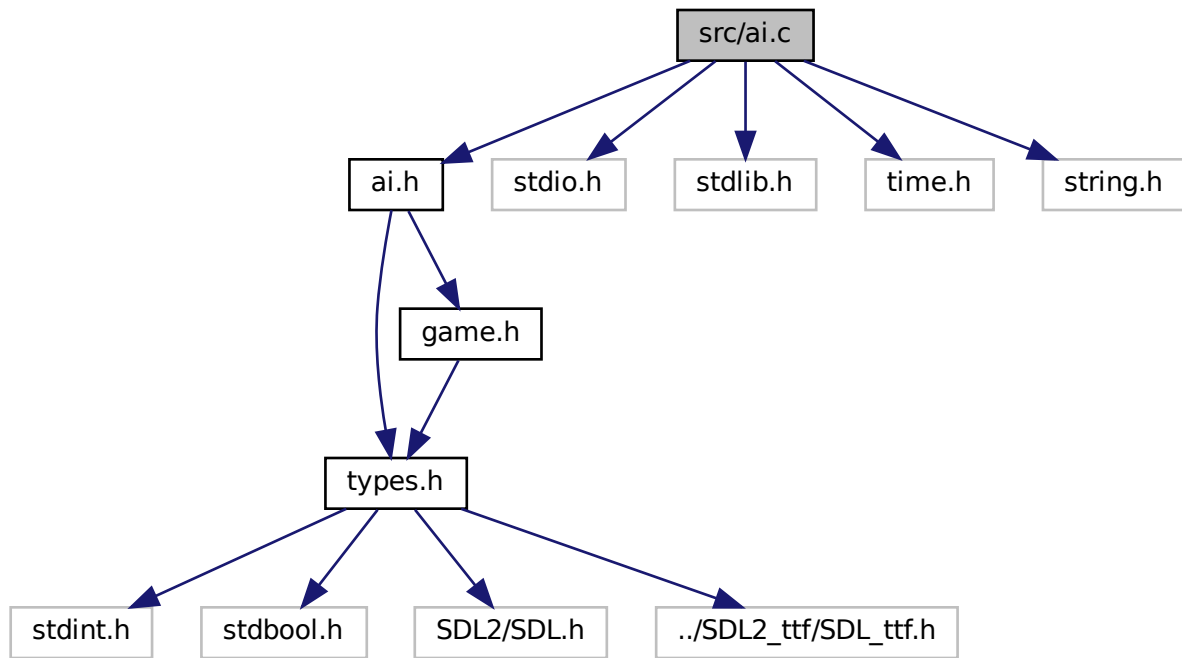 src/ai.c
ai.h
stdio.h
stdlib.h
time.h
string.h
game.h
types.h
stdint.h
stdbool.h
SDL2/SDL.h
../SDL2_ttf/SDL_ttf.h